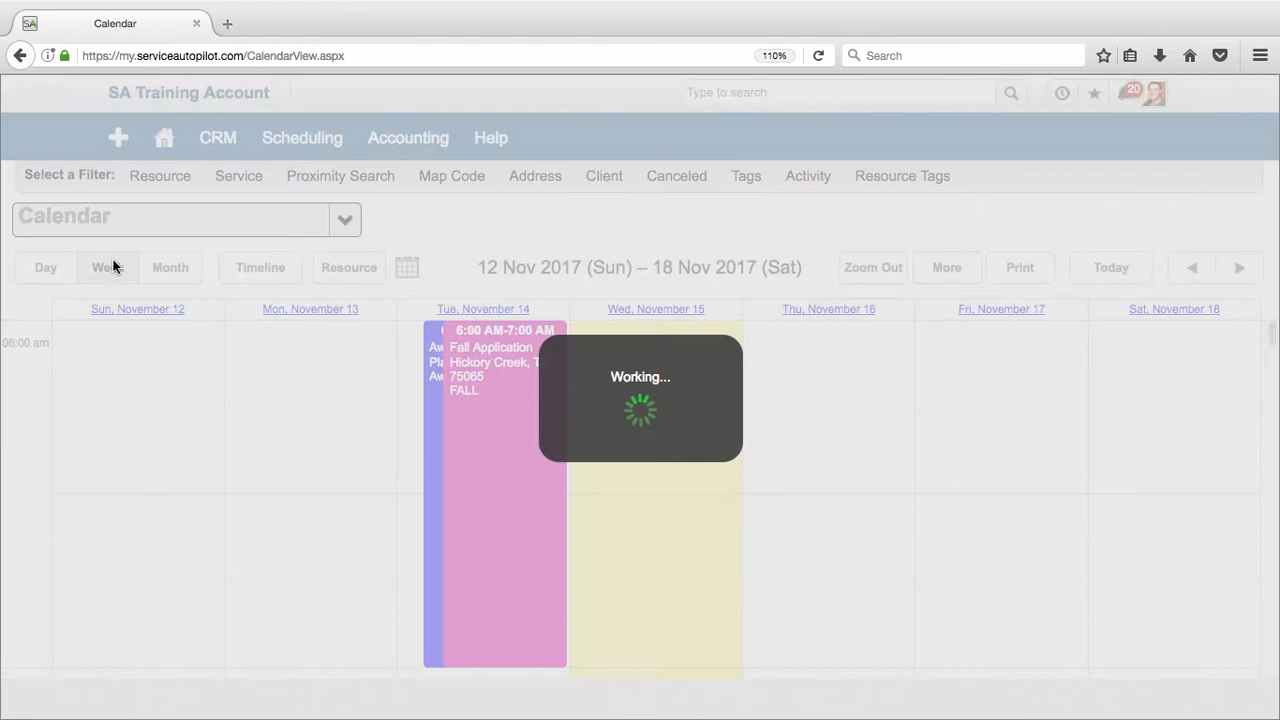 SA Calendar
https://my.serviceautopilot.com/CalendarView.aspx 110% Search
SA Training Account Type to search 20
CRM Scheduling Accounting Help
Select a Filter: Resource Service Proximity Search Map Code Address Client Canceled Tags Activity Resource Tags
Calendar
Day Week Month Timeline Resource 12 Nov 2017 (Sun) – 18 Nov 2017 (Sat) Zoom Out More Print Today
Sun, November 12 Mon, November 13 Tue, November 14 Wed, November 15 Thu, November 16 Fri, November 17 Sat, November 18
06:00 am 6:00 AM-7:00 AM
Fall Application
Hickory Creek,
75065
FALL
Working...